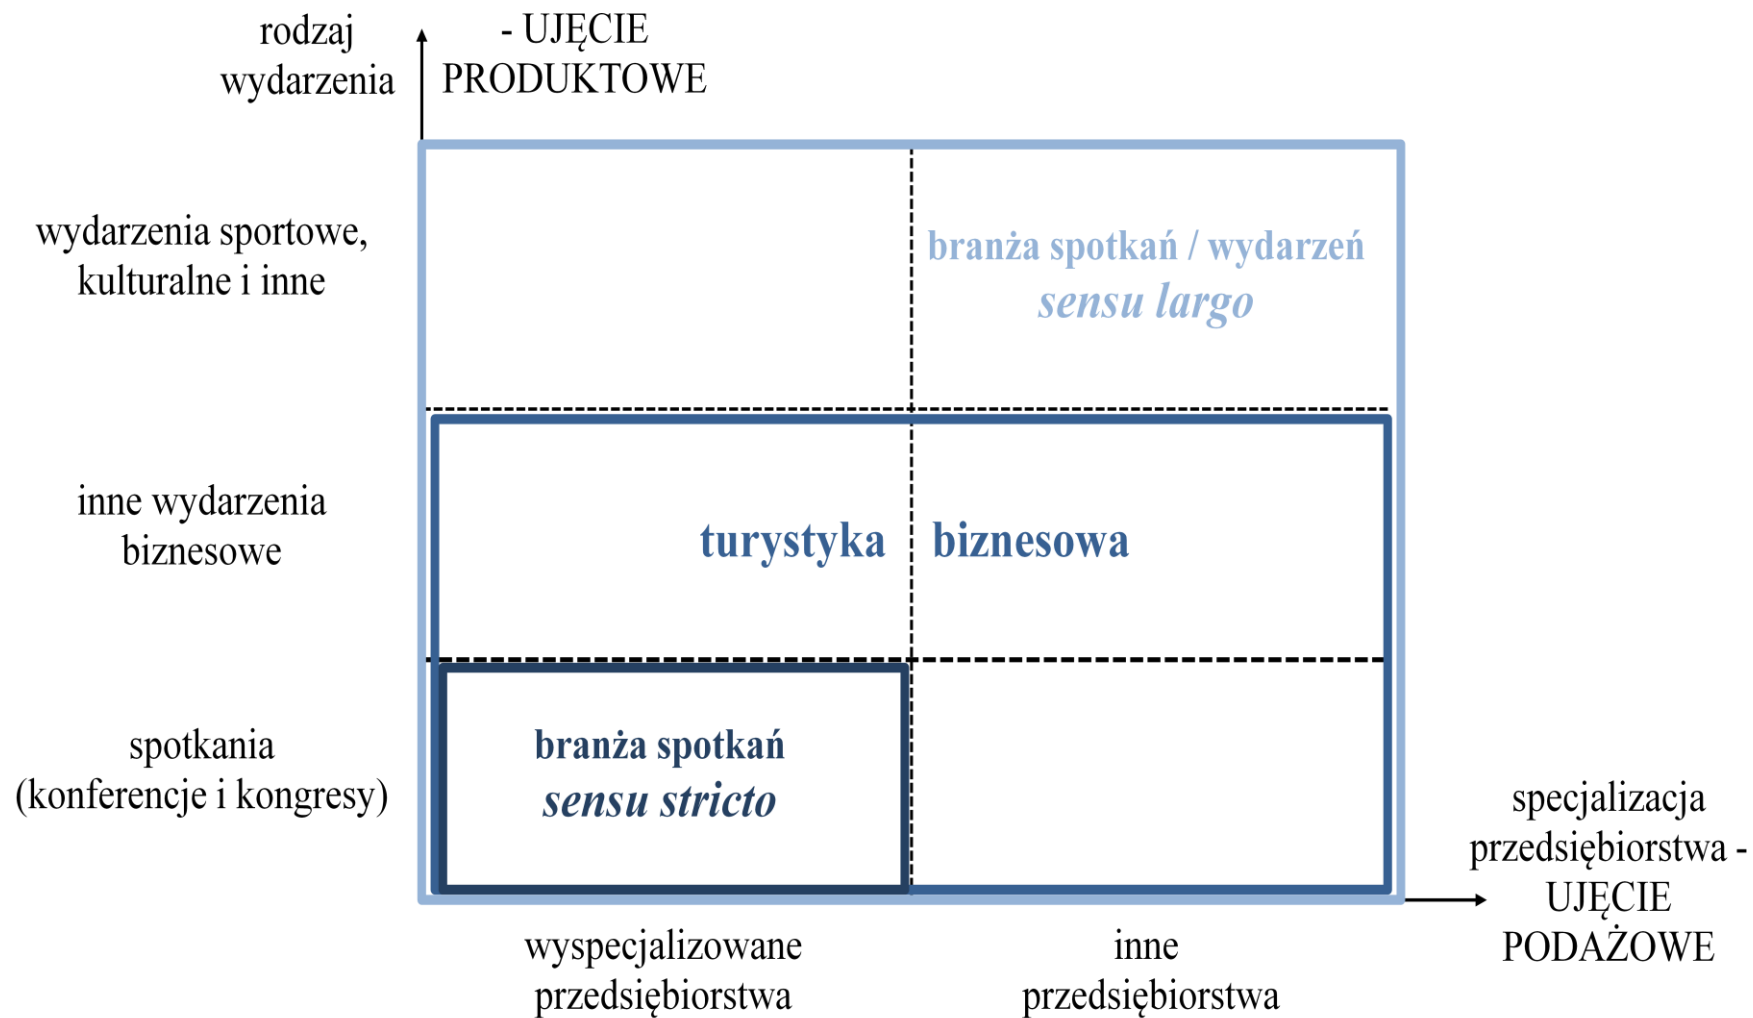 rodzaj
wydarzenia
- UJĘCIE
PRODUKTOWE
wydarzenia sportowe,
kulturalne i inne
branża spotkań / wydarzeń
sensu largo
inne wydarzenia
biznesowe
turystyka biznesowa
spotkania
(konferencje i kongresy)
branża spotkań
sensu stricto
specjalizacja
przedsiębiorstwa -
UJĘCIE
PODAŻOWE
wyspecjalizowane
przedsiębiorstwa
inne
przedsiębiorstwa